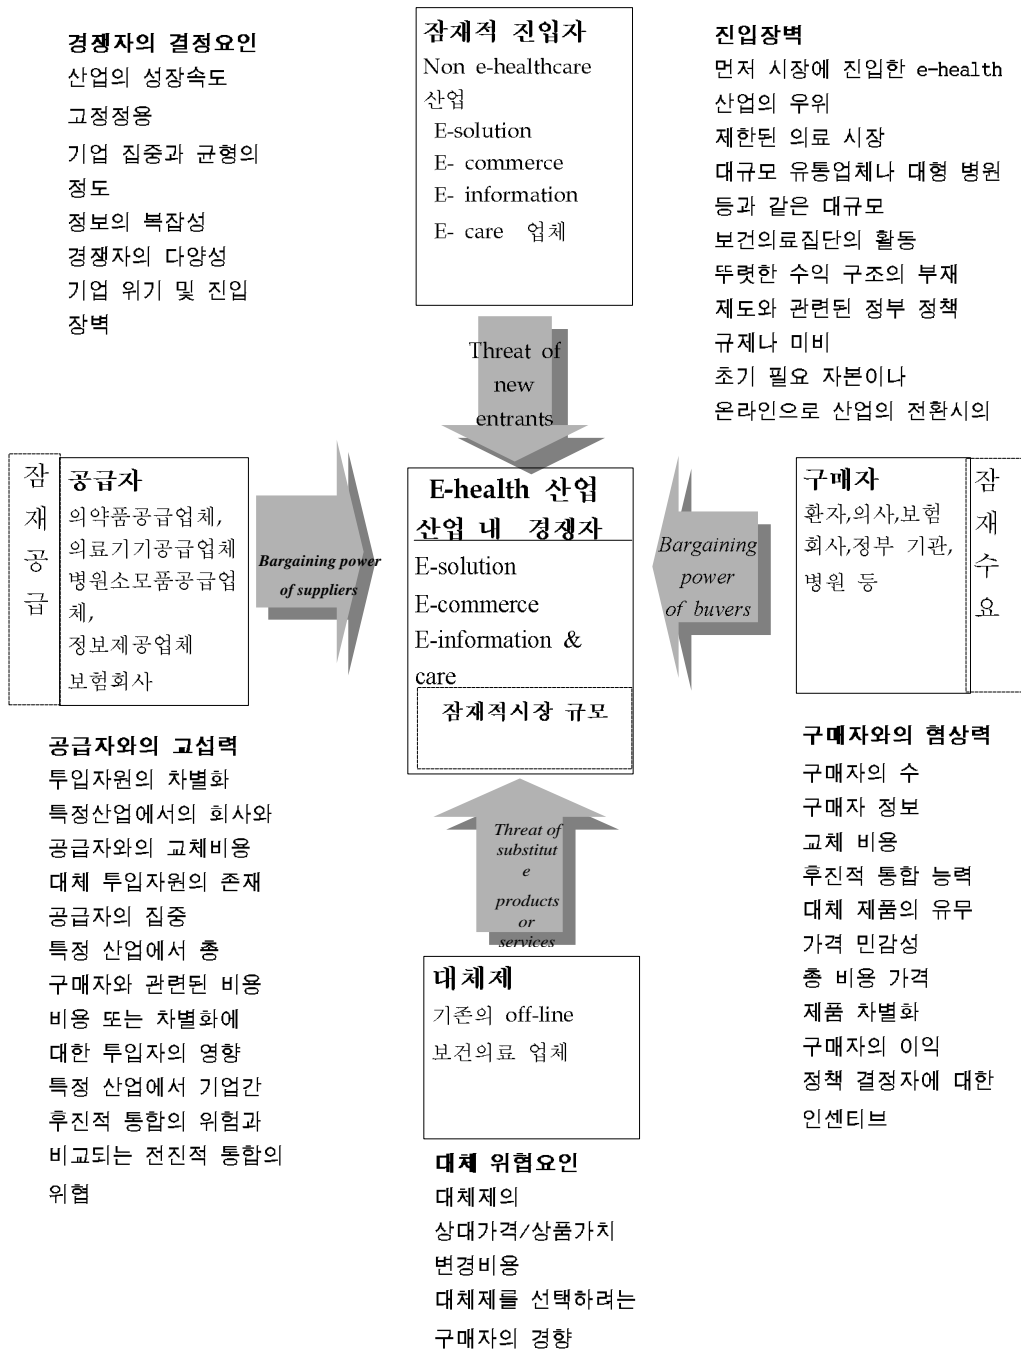 경쟁자의 결정요인
산업의 성장속도
고정정용
기업 집중과 균형의
정도
정보의 복잡성
경쟁자의 다양성
기업 위기 및 진입
장벽
잠재적 진입자
Non e-healthcare
산업
E-solution
E- commerce
E- information
E- care 업체
진입장벽
먼저 시장에 진입한 e-health
산업의 우위
제한된 의료 시장
대규모 유통업체나 대형 병원
등과 같은 대규모
보건의료집단의 활동
뚜렷한 수익 구조의 부재
제도와 관련된 정부 정책
규제나 미비
초기 필요 자본이나
온라인으로 산업의 전환시의
Threat of
new
entrants
잠
재
공
급
공급자
의약품공급업체,
의료기기공급업체
병원소모품공급업
체,
정보제공업체
보험회사
Bargaining power
of suppliers
E-health 산업
산업 내 경쟁자
E-solution
E-commerce
E-information &
care
잠재적시장 규모
Bargaining
power
of buvers
구매자
환자,의사,보험
회사,정부 기관,
병원 등
잠
재
수
요
공급자와의 교섭력
투입자원의 차별화
특정산업에서의 회사와
공급자와의 교체비용
대체 투입자원의 존재
공급자의 집중
특정 산업에서 총
구매자와 관련된 비용
비용 또는 차별화에
대한 투입자의 영향
특정 산업에서 기업간
후진적 통합의 위험과
비교되는 전진적 통합의
위협
Threat of
substitut
e
products
or
services
대체제
기존의 off-line
보건의료 업체
대체 위협요인
대체제의
상대가격/상품가치
변경비용
대체제를 선택하려는
구매자의 경향
구매자와의 협상력
구매자의 수
구매자 정보
교체 비용
후진적 통합 능력
대체 제품의 유무
가격 민감성
총 비용 가격
제품 차별화
구매자의 이익
정책 결정자에 대한
인센티브